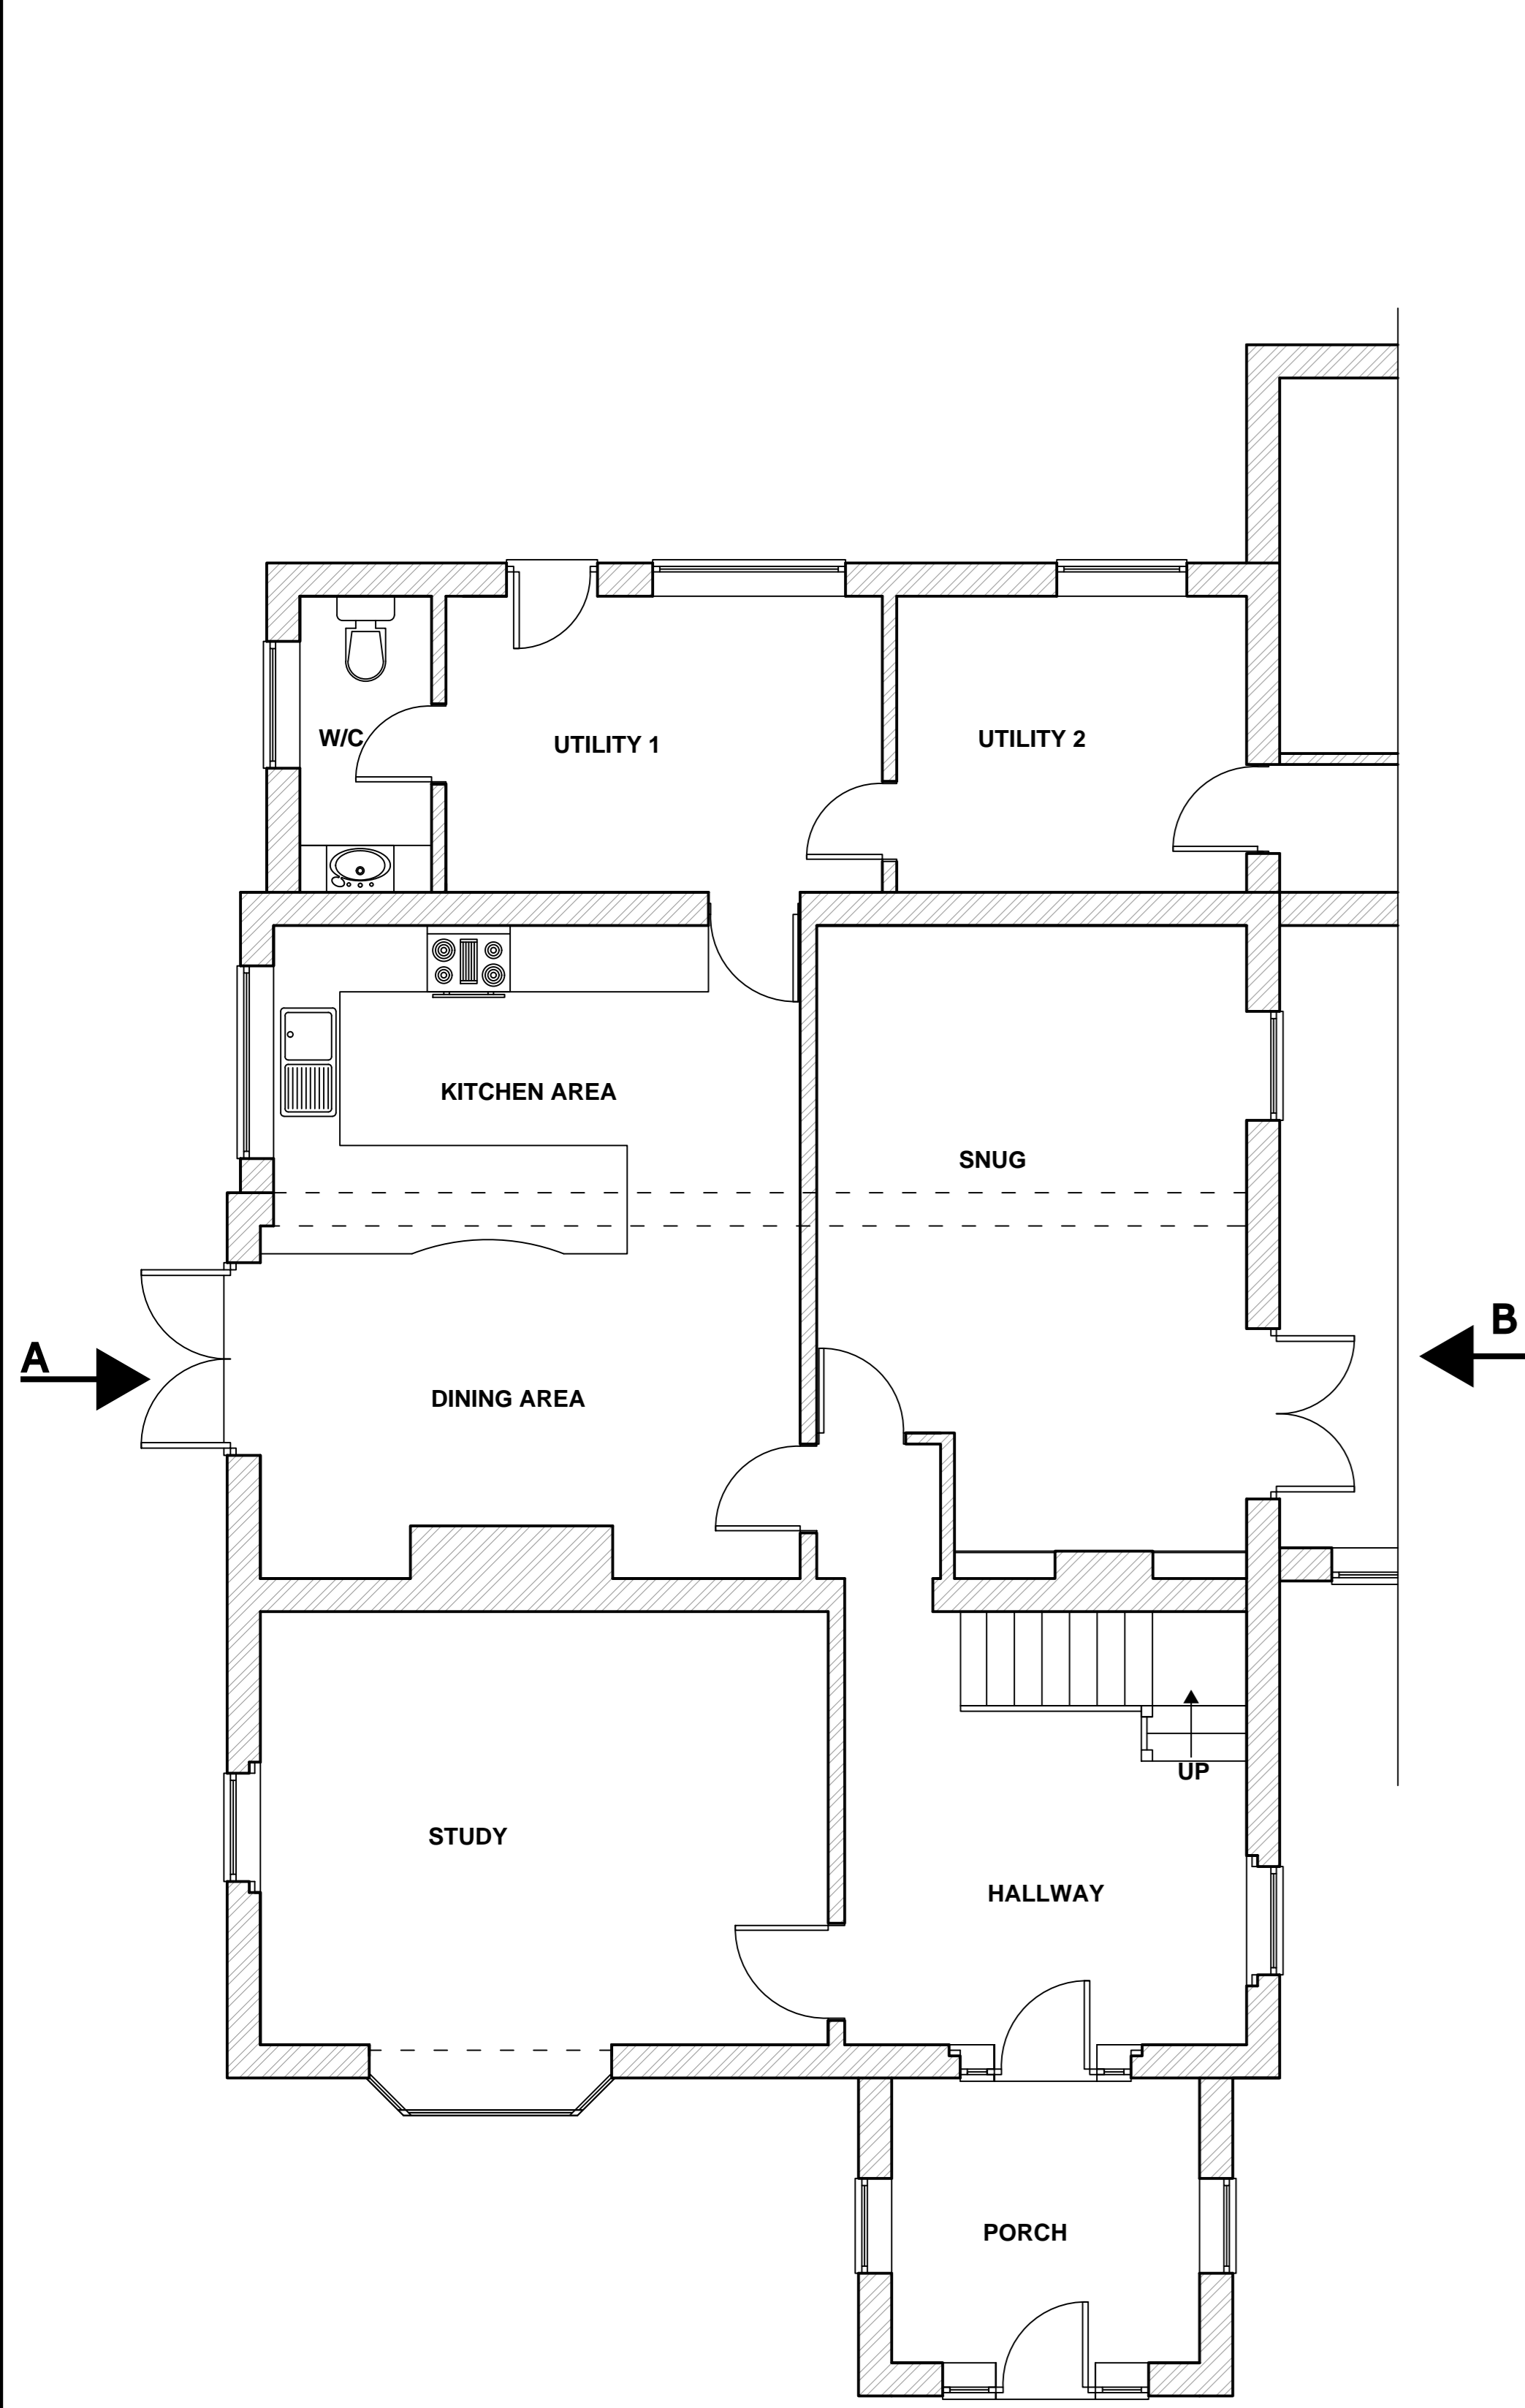 W/C
UTILITY 1
UTILITY 2
KITCHEN AREA
SNUG
A
B
DINING AREA
UP
STUDY
HALLWAY
PORCH